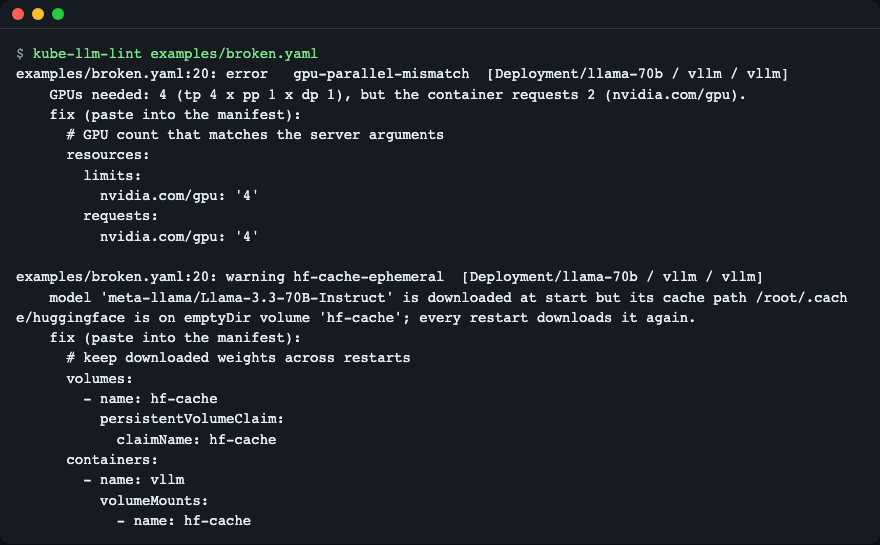 $ kube-llm-lint examples/broken.yaml
examples/broken.yaml:20: error   gpu-parallel-mismatch  [Deployment/llama-70b / vllm / vllm]
    GPUs needed: 4 (tp 4 x pp 1 x dp 1), but the container requests 2 (nvidia.com/gpu).
    fix (paste into the manifest):
      # GPU count that matches the server arguments
      resources:
        limits:
          nvidia.com/gpu: '4'
        requests:
          nvidia.com/gpu: '4'

examples/broken.yaml:20: warning hf-cache-ephemeral  [Deployment/llama-70b / vllm / vllm]
    model 'meta-llama/Llama-3.3-70B-Instruct' is downloaded at start but its cache path /root/.cach
e/huggingface is on emptyDir volume 'hf-cache'; every restart downloads it again.
    fix (paste into the manifest):
      # keep downloaded weights across restarts
      volumes:
        - name: hf-cache
          persistentVolumeClaim:
            claimName: hf-cache
      containers:
        - name: vllm
          volumeMounts:
            - name: hf-cache